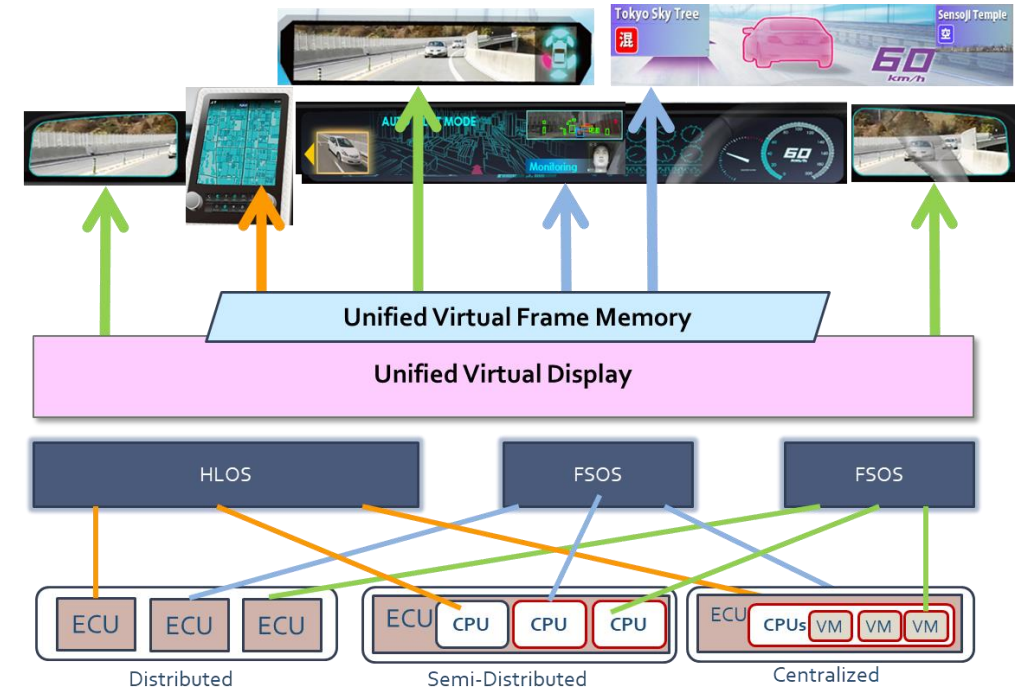 Tokyo Sky Tree
混
Sensoji Temple
空
60
km/h
AUTO
T MODE
Monitoring
60
Unified Virtual Frame Memory
Unified Virtual Display
HLOS
FSOS
FSOS
ECU
ECU
ECU
ECU
CPU
CPU
CPU
ECU
CPUs
VM
VM
VM
Distributed
Semi-Distributed
Centralized